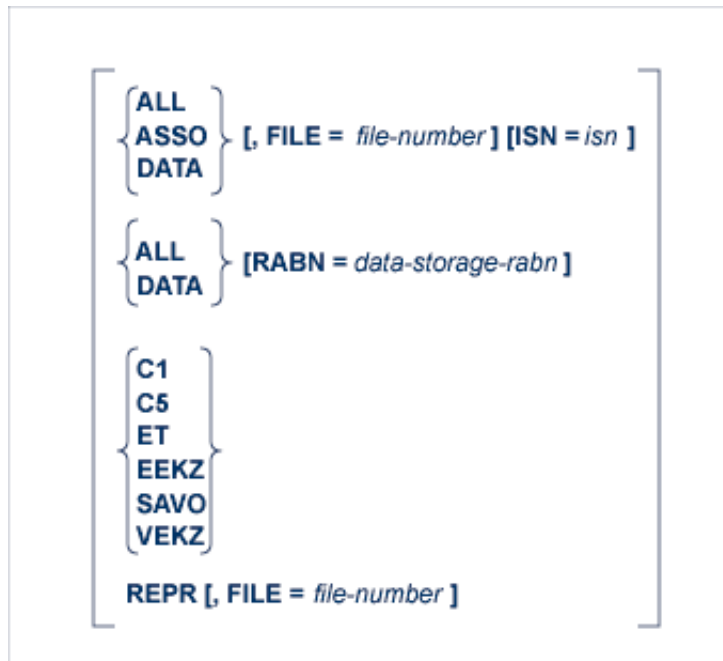 ALL
ASSO [, FILE = file-number ] [ISN = isn ]
DATA
ALL
DATA [RABN = data-storage-rabn ]
C1
C5
ET
EEKZ
SAVO
VEKZ
REPR [, FILE = file-number ]